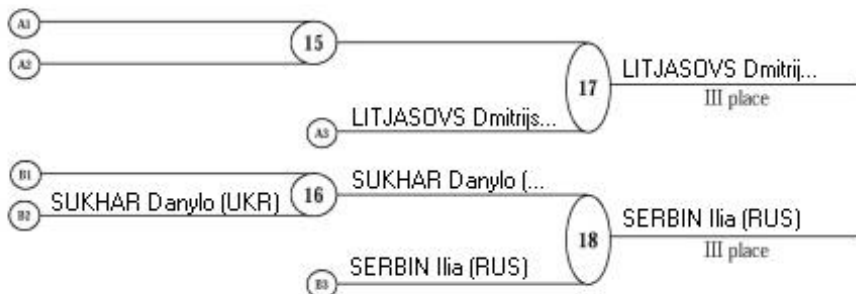 A1
15
A2
17
LITJASOVS Dmitrij...
III place
A3
LITJASOVS Dmitrijs...
B1
16
SUKHAR Danylo (...
B2
SUKHAR Danylo (UKR)
18
SERBIN Ilia (RUS)
III place
B3
SERBIN Ilia (RUS)